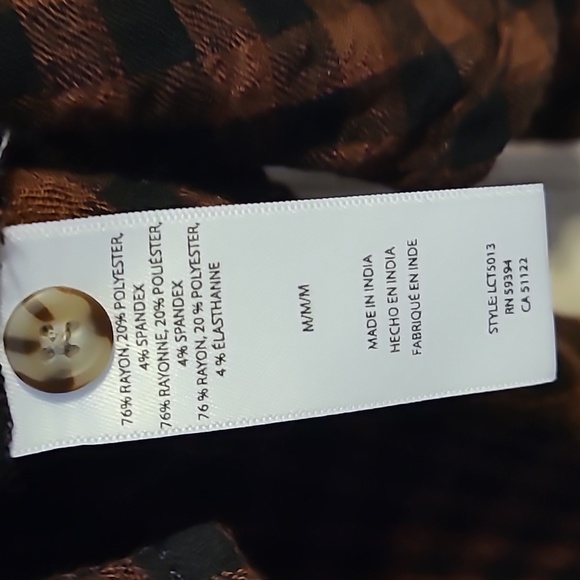 76% RAYON, 20% POLYESTER,
4% SPANDEX
76% RAYONNE, 20% POLIÉSTER,
4% SPANDEX
76 % RAYON, 20 % POLYESTER,
4 % ÉLASTHANNE
M/M/M
MADE IN INDIA
HECHO EN INDIA
FABRIQUÉ EN INDE
STYLE: LCT5013
RN 59394
CA 51122